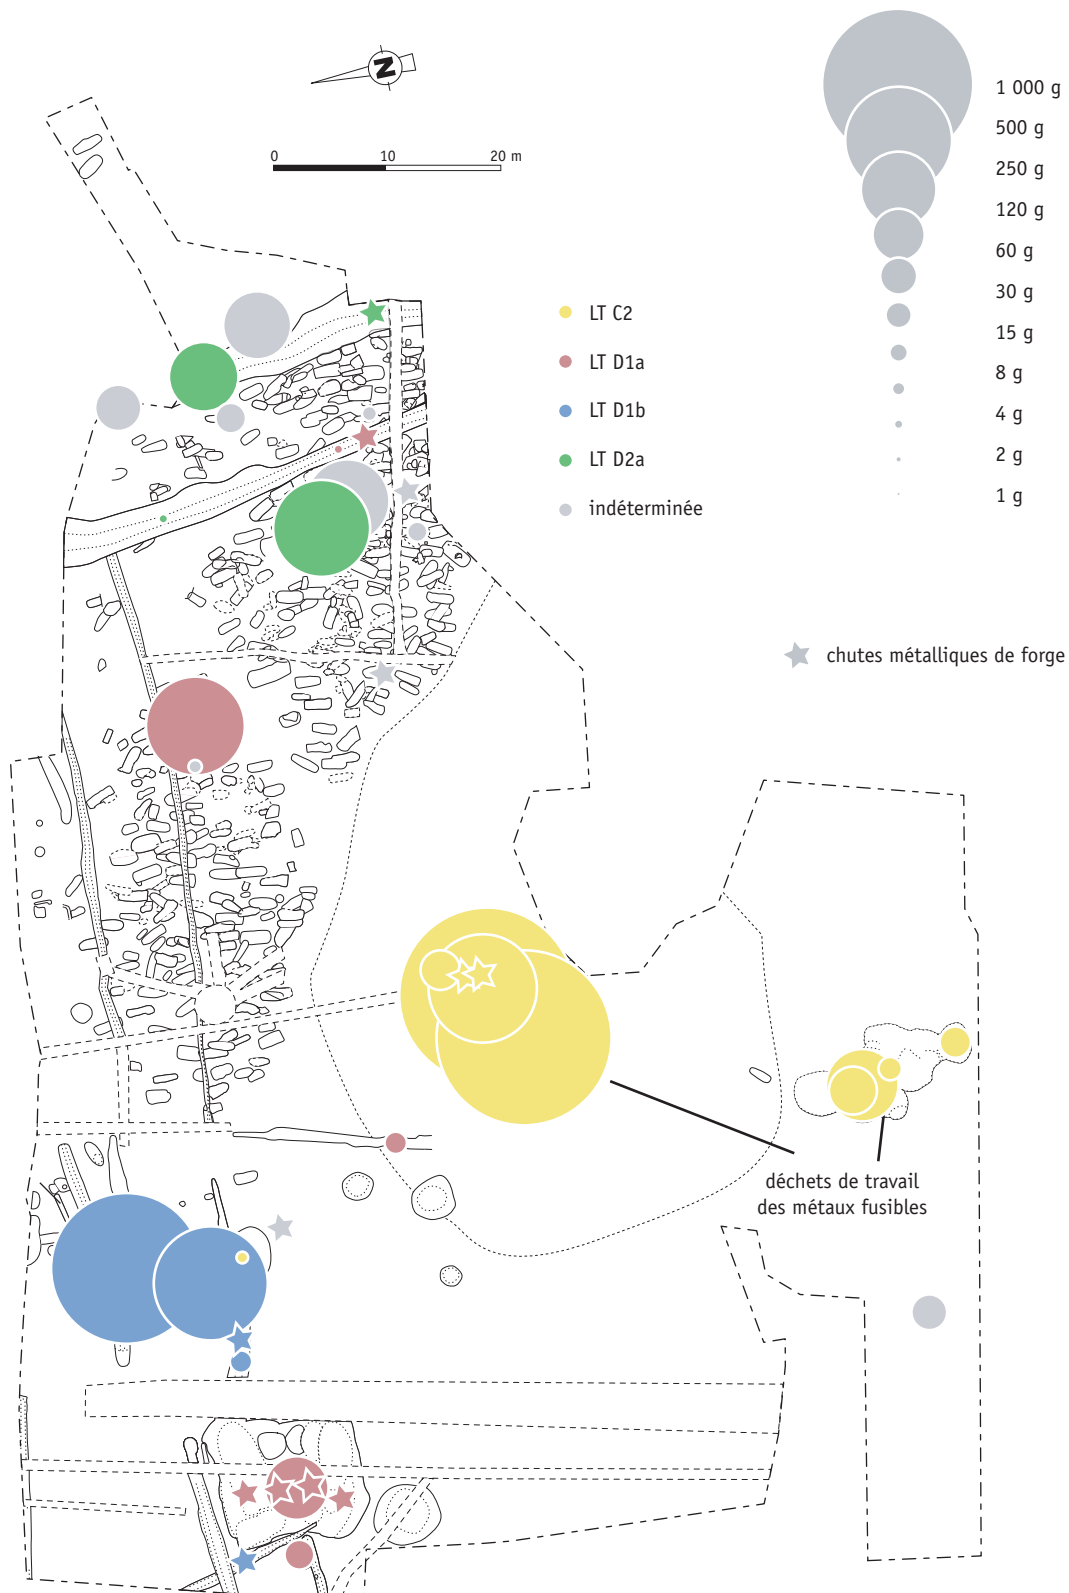 N
0 10 20 m
1 000 g
500 g
250 g
120 g
60 g
30 g
15 g
8 g
4 g
2 g
1 g
LT C2
LT D1a
LT D1b
LT D2a
indéterminée
chutes métalliques de forge
déchets de travail
des métaux fusibles